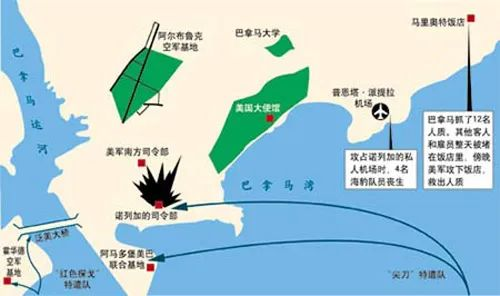 马里奥特饭店
阿尔布鲁克
空军基地
巴拿马大学
巴拿马运河
美国大使馆
普恩塔·派提拉
机场
巴拿马抓了12名
人质。其他客人
和雇员整天被堵
在饭店里，傍晚
美军攻下饭店，
救出人质
攻占诺列加的私
人机场时，4名
海豹队员丧生
美军南方司令部
巴拿马湾
诺列加的司令部
泛美大桥
霍华德
空军
基地
阿马多堡美巴
联合基地
“红色探戈”
特遣队
“尖刀”特遣队